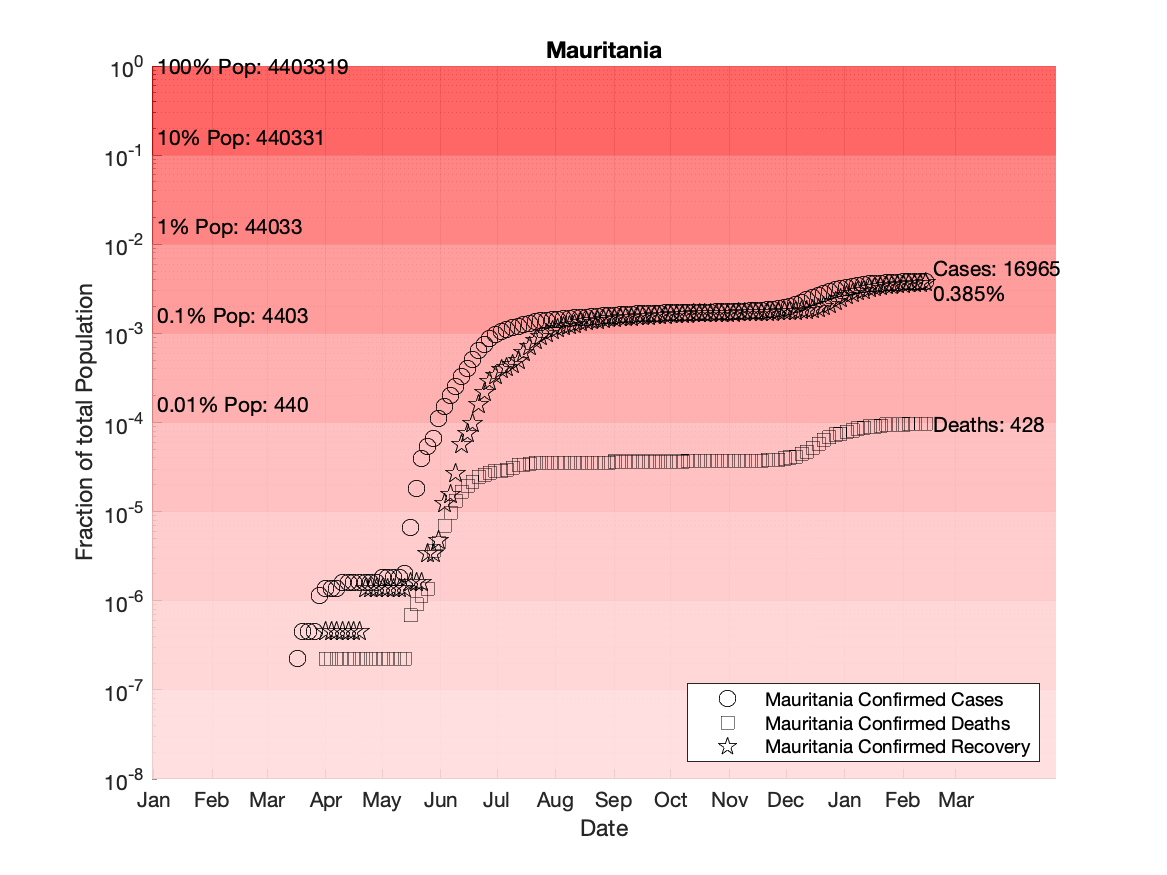 Mauritania
10^0
100% Pop: 4403319
10% Pop: 440331
10^-1
1% Pop: 44033
10^-2
Cases: 16965
0.385%
0.1% Pop: 4403
10^-3
0.01% Pop: 440
10^-4
Deaths: 428
10^-5
10^-6
10^-7
10^-8
Fraction of total Population
Mauritania Confirmed Cases
Mauritania Confirmed Deaths
Mauritania Confirmed Recovery
Jan Feb Mar Apr May Jun Jul Aug Sep Oct Nov Dec Jan Feb Mar
Date